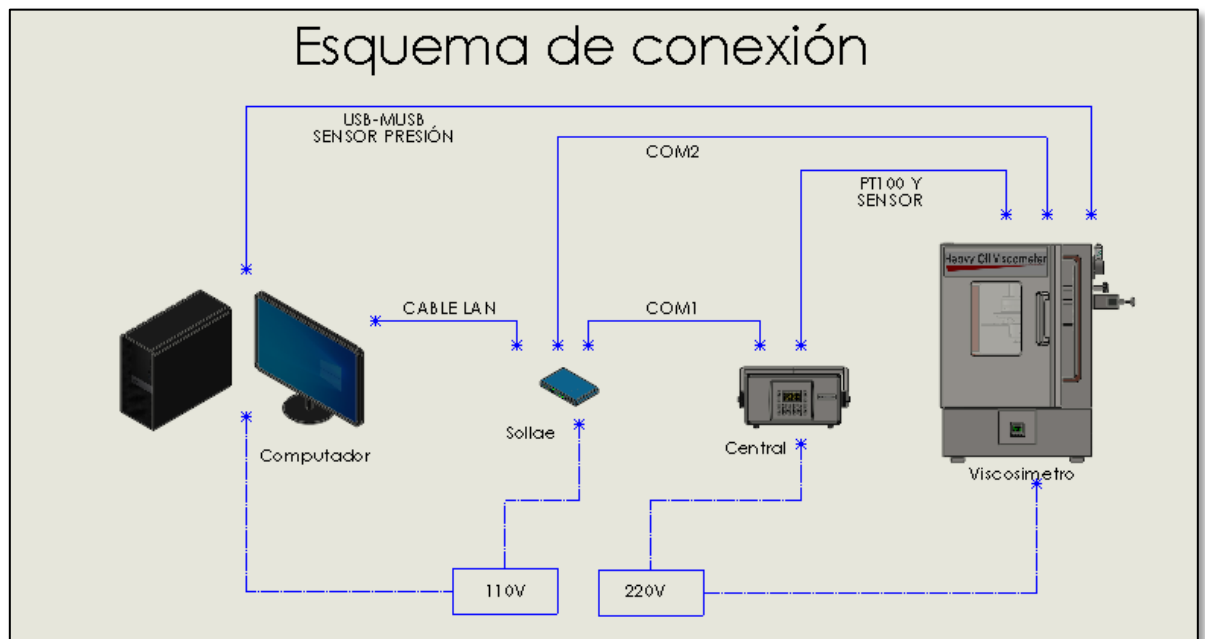 Esquema de conexión
USB-MUSB
SENSOR PRESIÓN
COM2
PT100 Y
SENSOR
Heavy Oil Viscometer
CABLE LAN
COM1
Sollae
Central
Computador
Viscosimetro
110V
220V